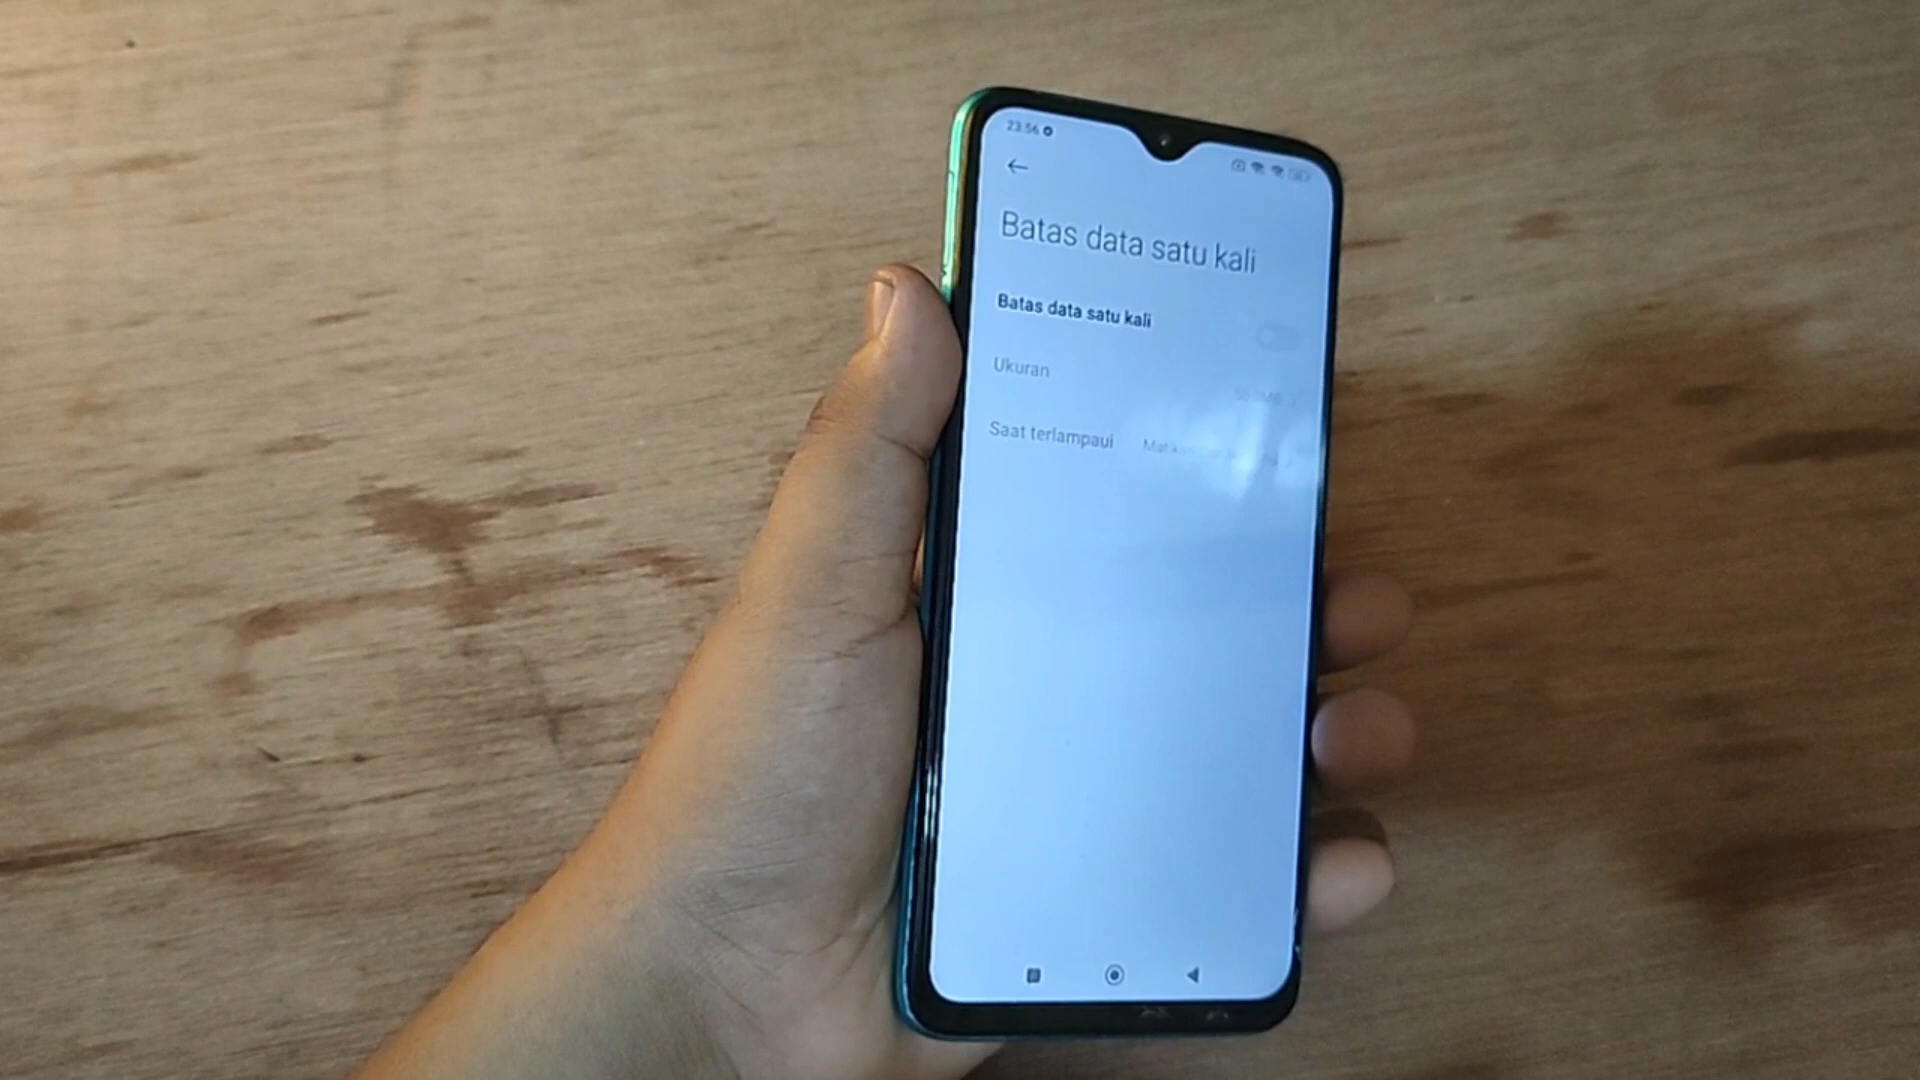 23.56
Batas data satu kali
Batas data satu kali
Ukuran
Saat terlampaui